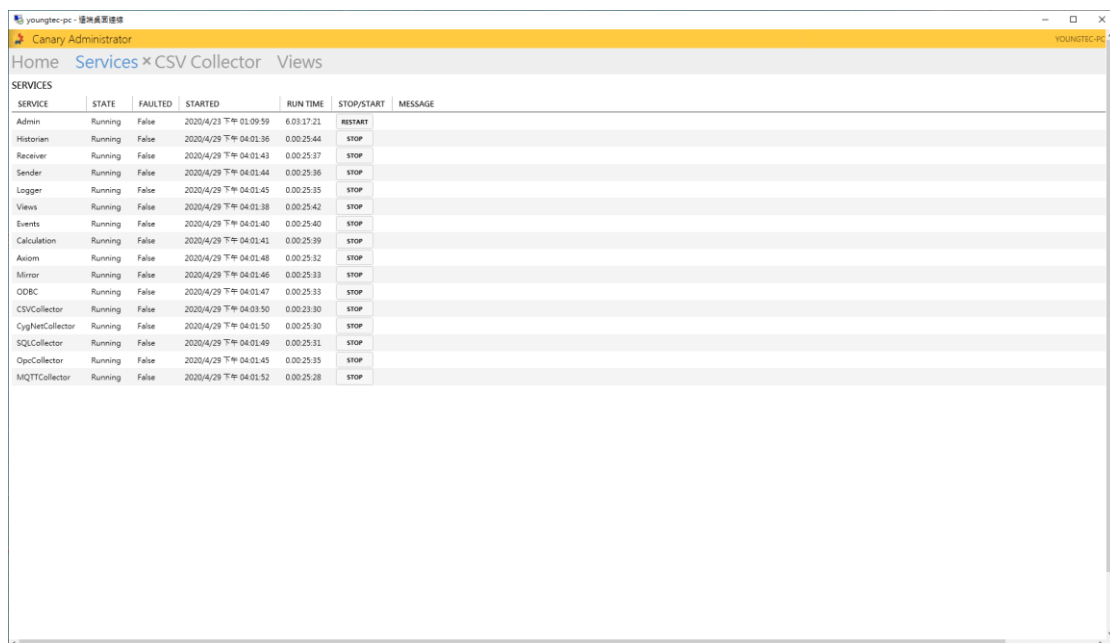 youngtec-pc - 遠端桌面連線
Canary Administrator YOUNGTEC-PC
Home Services × CSV Collector Views
SERVICES
SERVICE STATE FAULTED STARTED RUN TIME STOP/START MESSAGE
Admin Running False 2020/4/23 下午 01:09:59 6.03:17:21 RESTART
Historian Running False 2020/4/29 下午 04:01:36 0.00:25:44 STOP
Receiver Running False 2020/4/29 下午 04:01:43 0.00:25:37 STOP
Sender Running False 2020/4/29 下午 04:01:44 0.00:25:36 STOP
Logger Running False 2020/4/29 下午 04:01:45 0.00:25:35 STOP
Views Running False 2020/4/29 下午 04:01:38 0.00:25:42 STOP
Events Running False 2020/4/29 下午 04:01:40 0.00:25:40 STOP
Calculation Running False 2020/4/29 下午 04:01:41 0.00:25:39 STOP
Axiom Running False 2020/4/29 下午 04:01:48 0.00:25:32 STOP
Mirror Running False 2020/4/29 下午 04:01:46 0.00:25:33 STOP
ODBC Running False 2020/4/29 下午 04:01:47 0.00:25:33 STOP
CSVCollector Running False 2020/4/29 下午 04:03:50 0.00:23:30 STOP
CygNetCollector Running False 2020/4/29 下午 04:01:50 0.00:25:30 STOP
SQLCollector Running False 2020/4/29 下午 04:01:49 0.00:25:31 STOP
OpcCollector Running False 2020/4/29 下午 04:01:45 0.00:25:35 STOP
MQTTCollector Running False 2020/4/29 下午 04:01:52 0.00:25:28 STOP